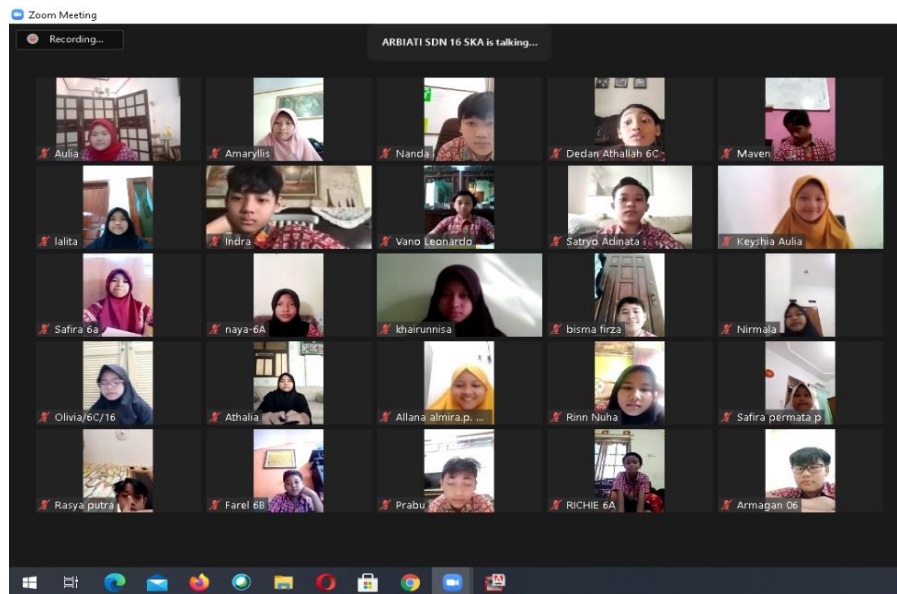 Zoom Meeting
Recording...
ARBIATI SDN 16 SKA is talking...
Aulia
Amaryllis
Nanda
Dedan Athallah 6C
Maven
lalita
Indra
Vano Leonardo
Satryo Adinata
Keyshia Aulia
Safira 6a
naya-6A
khairunnisa
bisma firza
Nirmala
Olivia/6C/16
Athalia
Allana almira.p. ...
Rinn Nuha
Safira permata p
Rasya putra
Farel 6B
Prabu
RICHIE 6A
Armagan 06